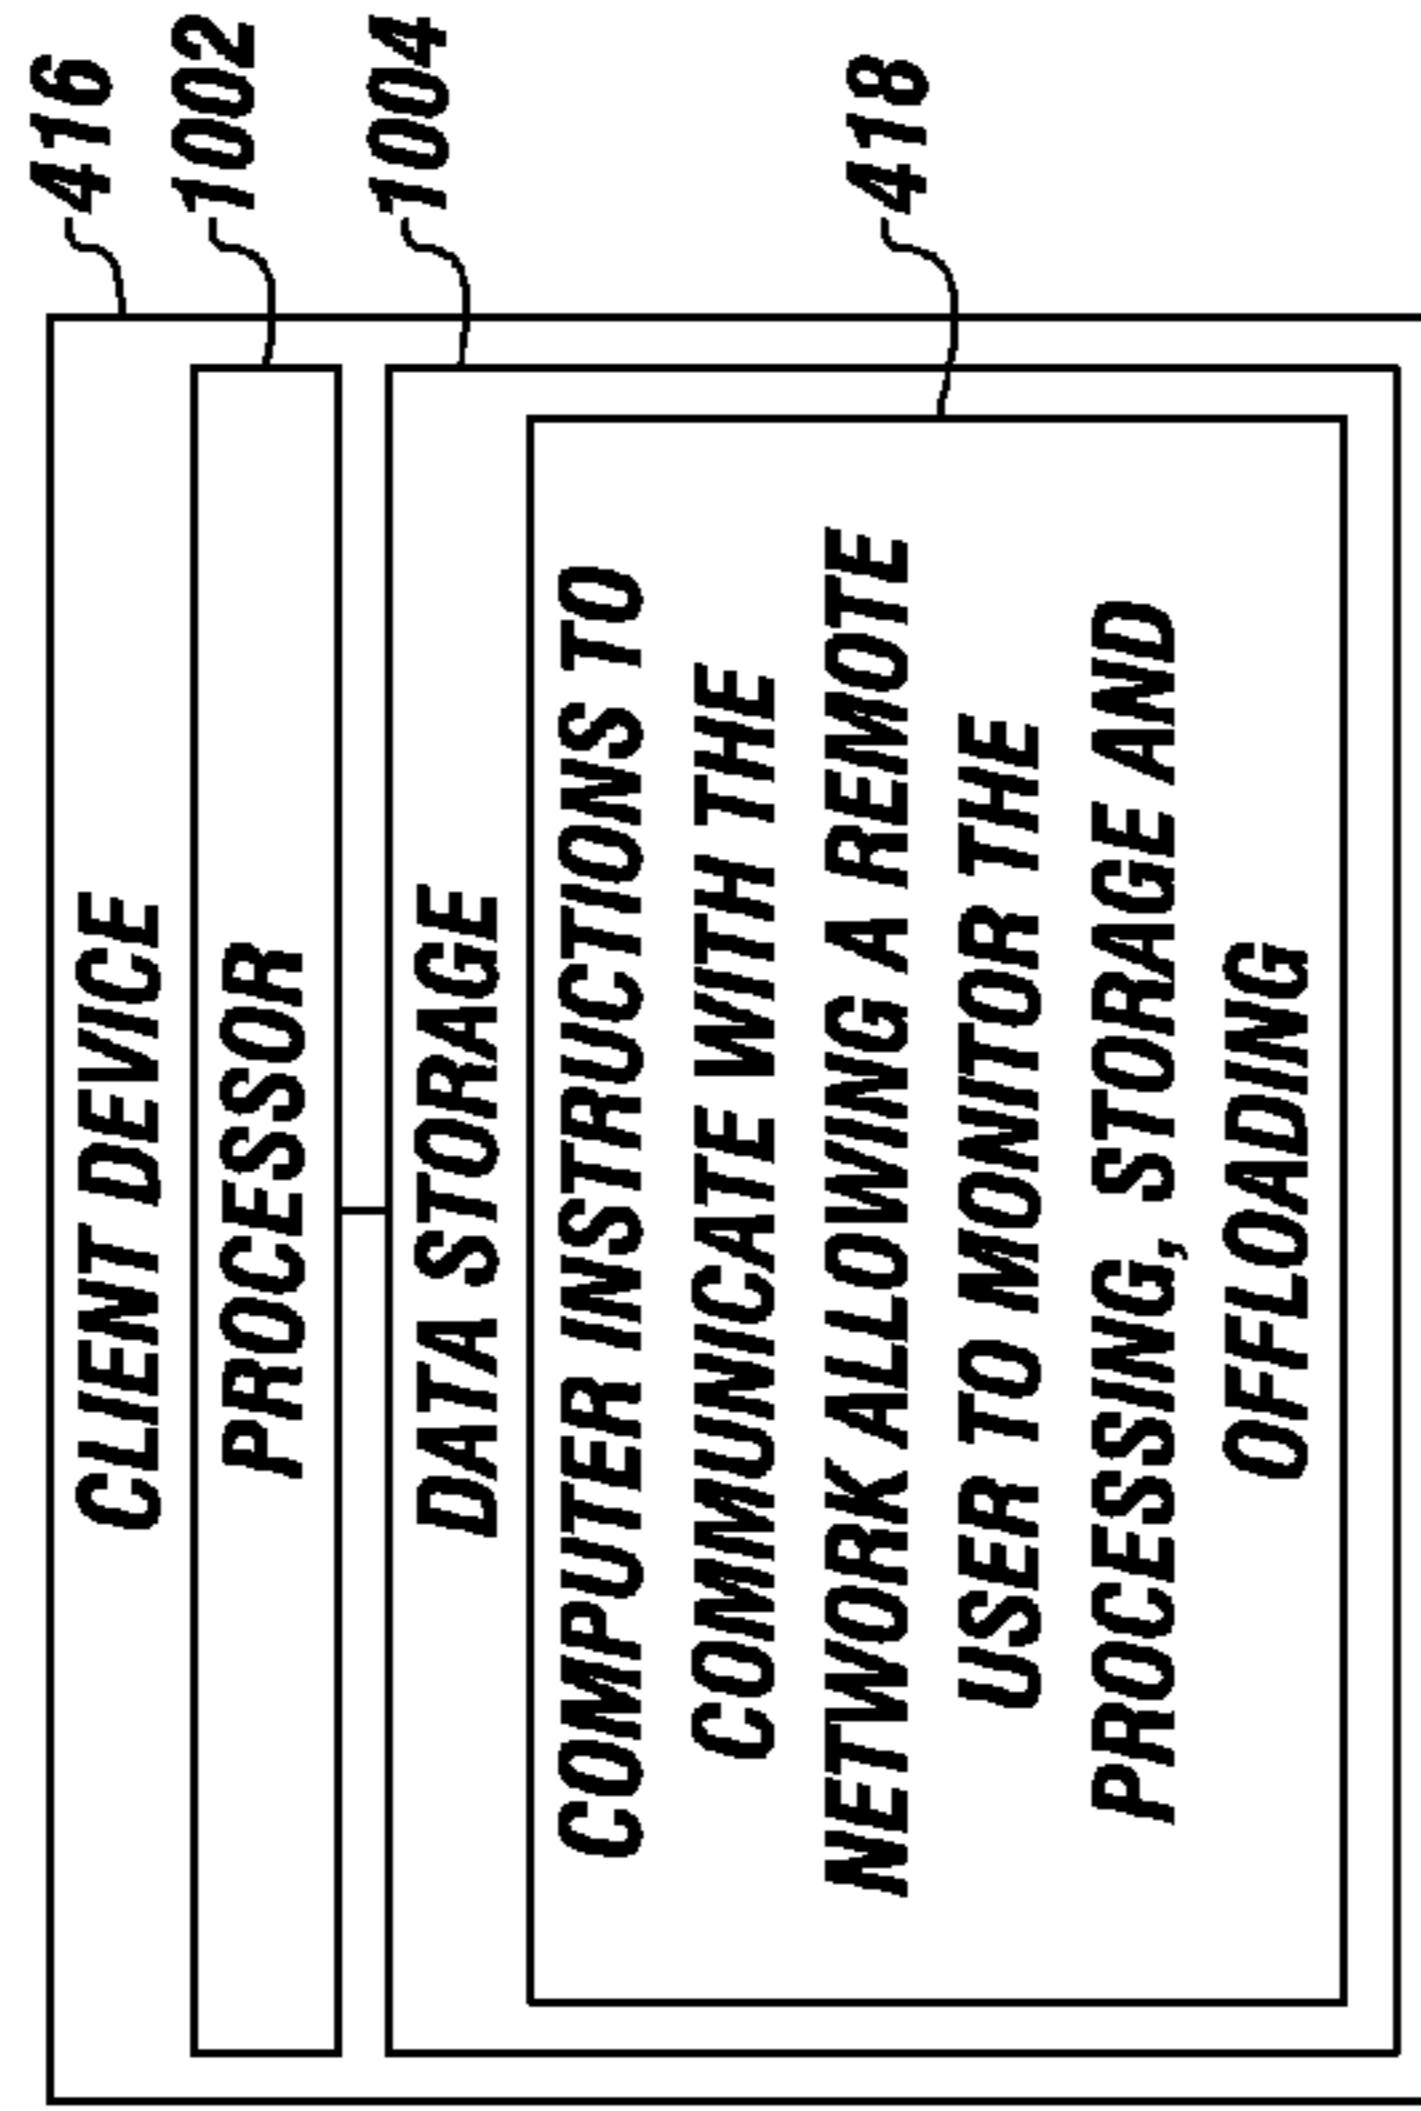 CLIENT DEVICE
416
PROCESSOR
1002
DATA STORAGE
1004
COMPUTER INSTRUCTIONS TO
COMMUNICATE WITH THE
NETWORK ALLOWING A REMOTE
USER TO MONITOR THE
PROCESSING, STORAGE AND
OFFLOADING
418